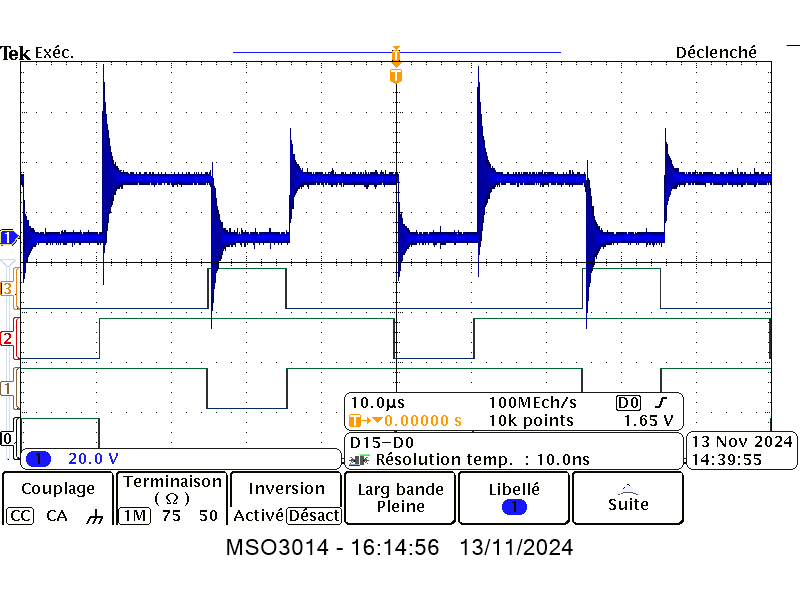 Tek Exéc. Déclenché
T
T
1
3
2
1
0
10.0µs 100MEch/s D0
T→▼0.00000 s 10k points 1.65 V
1 20.0 V
D15-D0
Résolution temp. : 10.0ns
13 Nov 2024
14:39:55
Couplage
CC CA
Terminaison
(Ω)
1M 75 50
Inversion
Activé Désact
Larg bande
Pleine
Libellé
1
Suite
MSO3014 - 16:14:56 13/11/2024